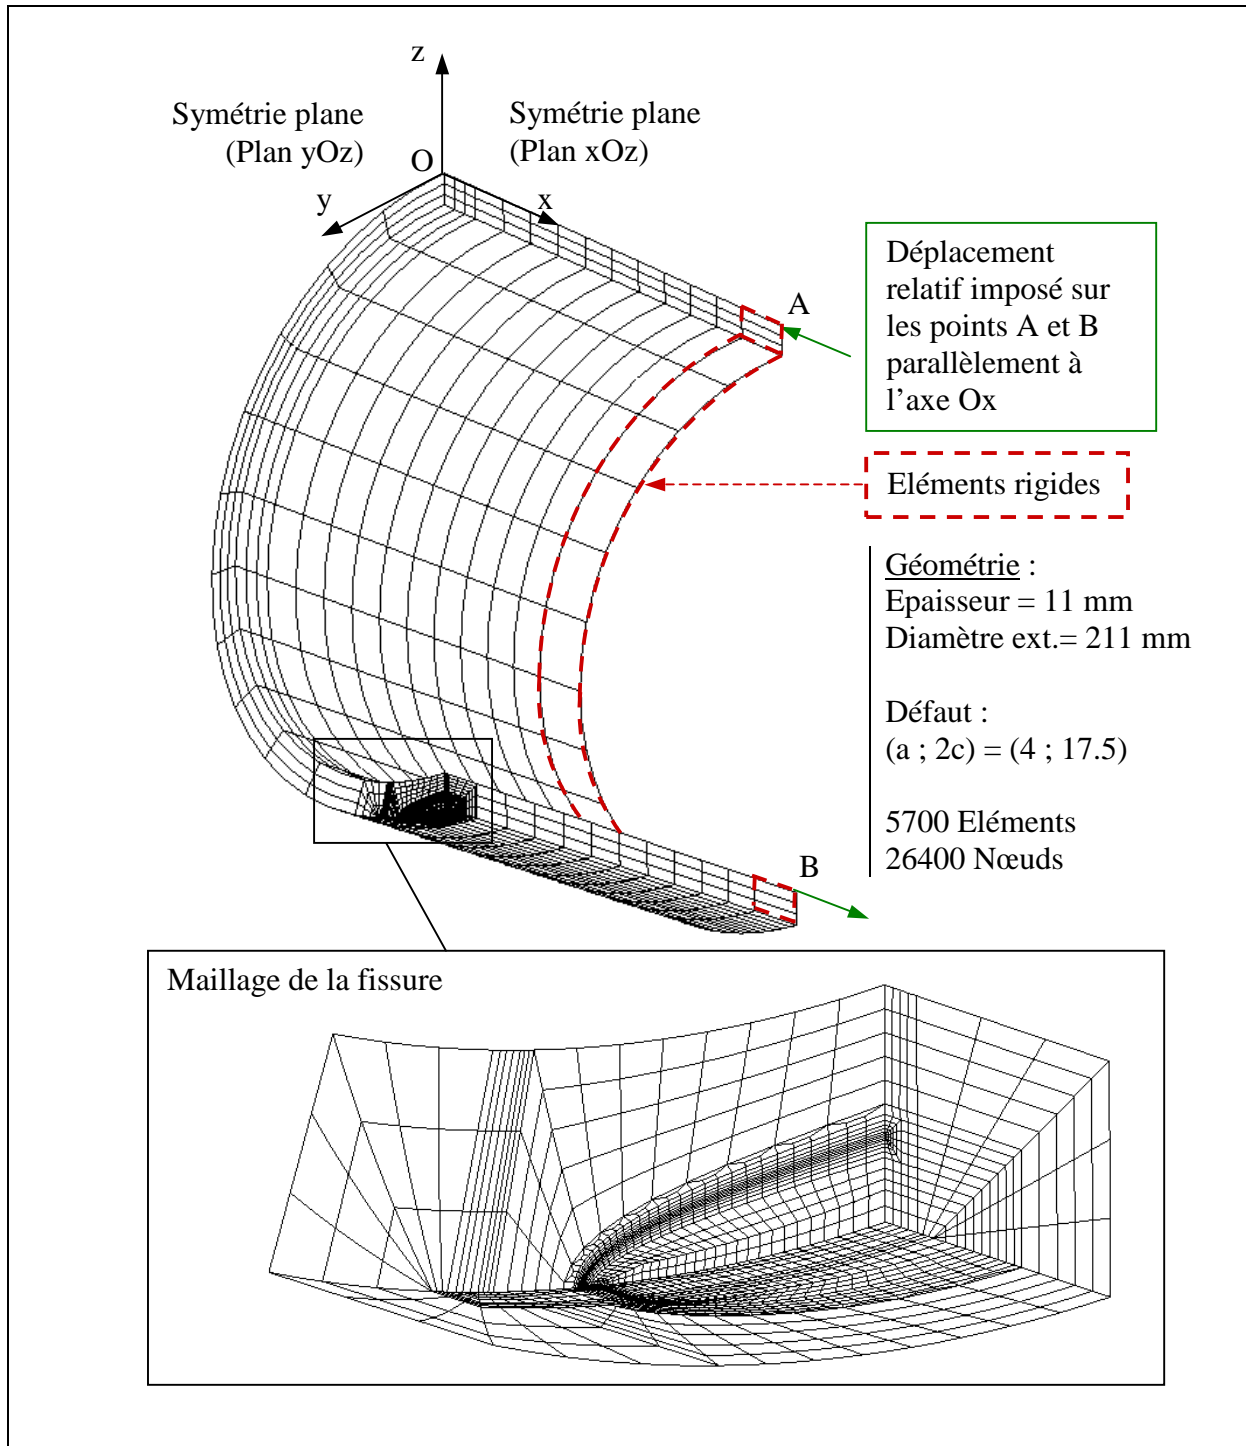 z
Symétrie plane
(Plan yOz)
Symétrie plane
(Plan xOz)
O
y
x
A
Déplacement
relatif imposé sur
les points A et B
parallèlement à
l’axe Ox
Eléments rigides
Géométrie :
Epaisseur = 11 mm
Diamètre ext.= 211 mm
Défaut :
(a ; 2c) = (4 ; 17.5)
5700 Eléments
26400 Nœuds
B
Maillage de la fissure